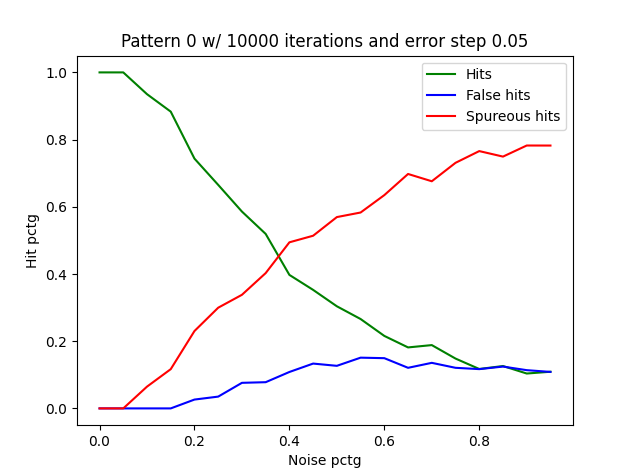 Pattern 0 w/ 10000 iterations and error step 0.05
Hits
False hits
Spureous hits
Hit pctg
1.0
0.8
0.6
0.4
0.2
0.0
0.0 0.2 0.4 0.6 0.8
Noise pctg